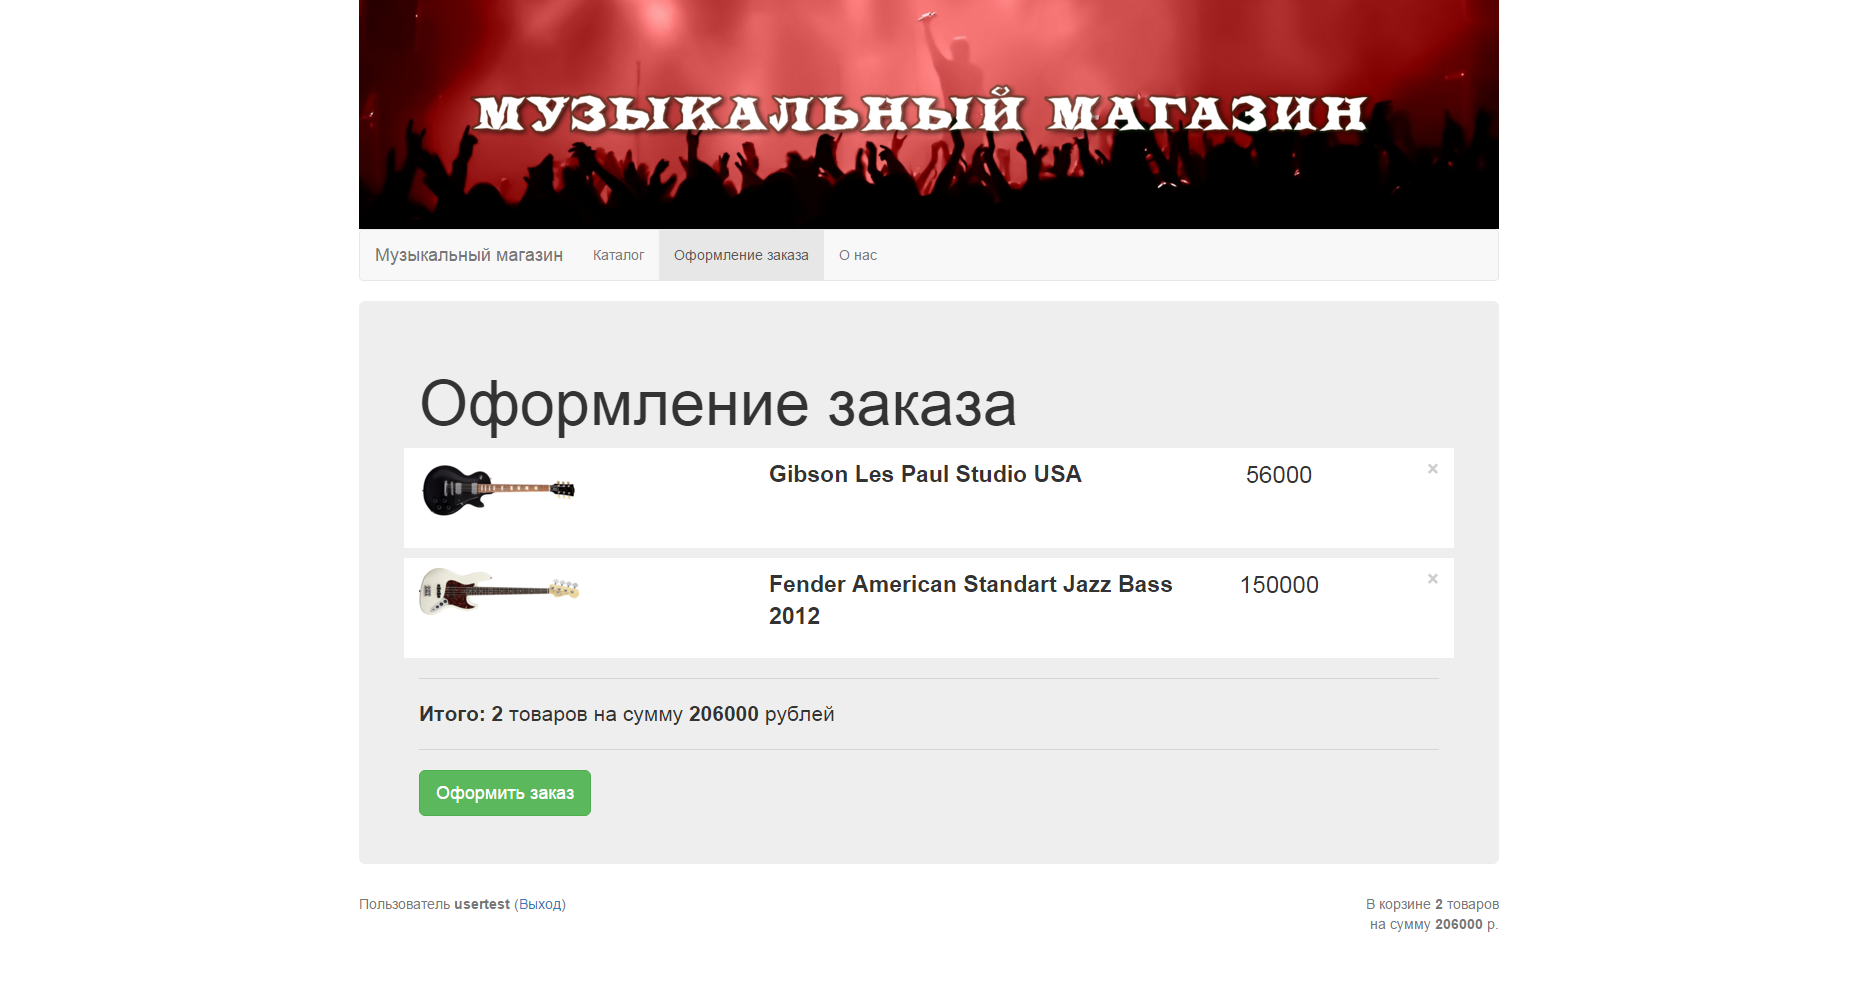 МУЗЫКАЛЬНЫЙ МАГАЗИН
Музыкальный магазин Каталог Оформление заказа О нас
Оформление заказа
Gibson Les Paul Studio USA 56000 ×
Fender American Standart Jazz Bass 150000 ×
2012
Итого: 2 товаров на сумму 206000 рублей
Оформить заказ
Пользователь usertest (Выход) В корзине 2 товаров
на сумму 206000 р.